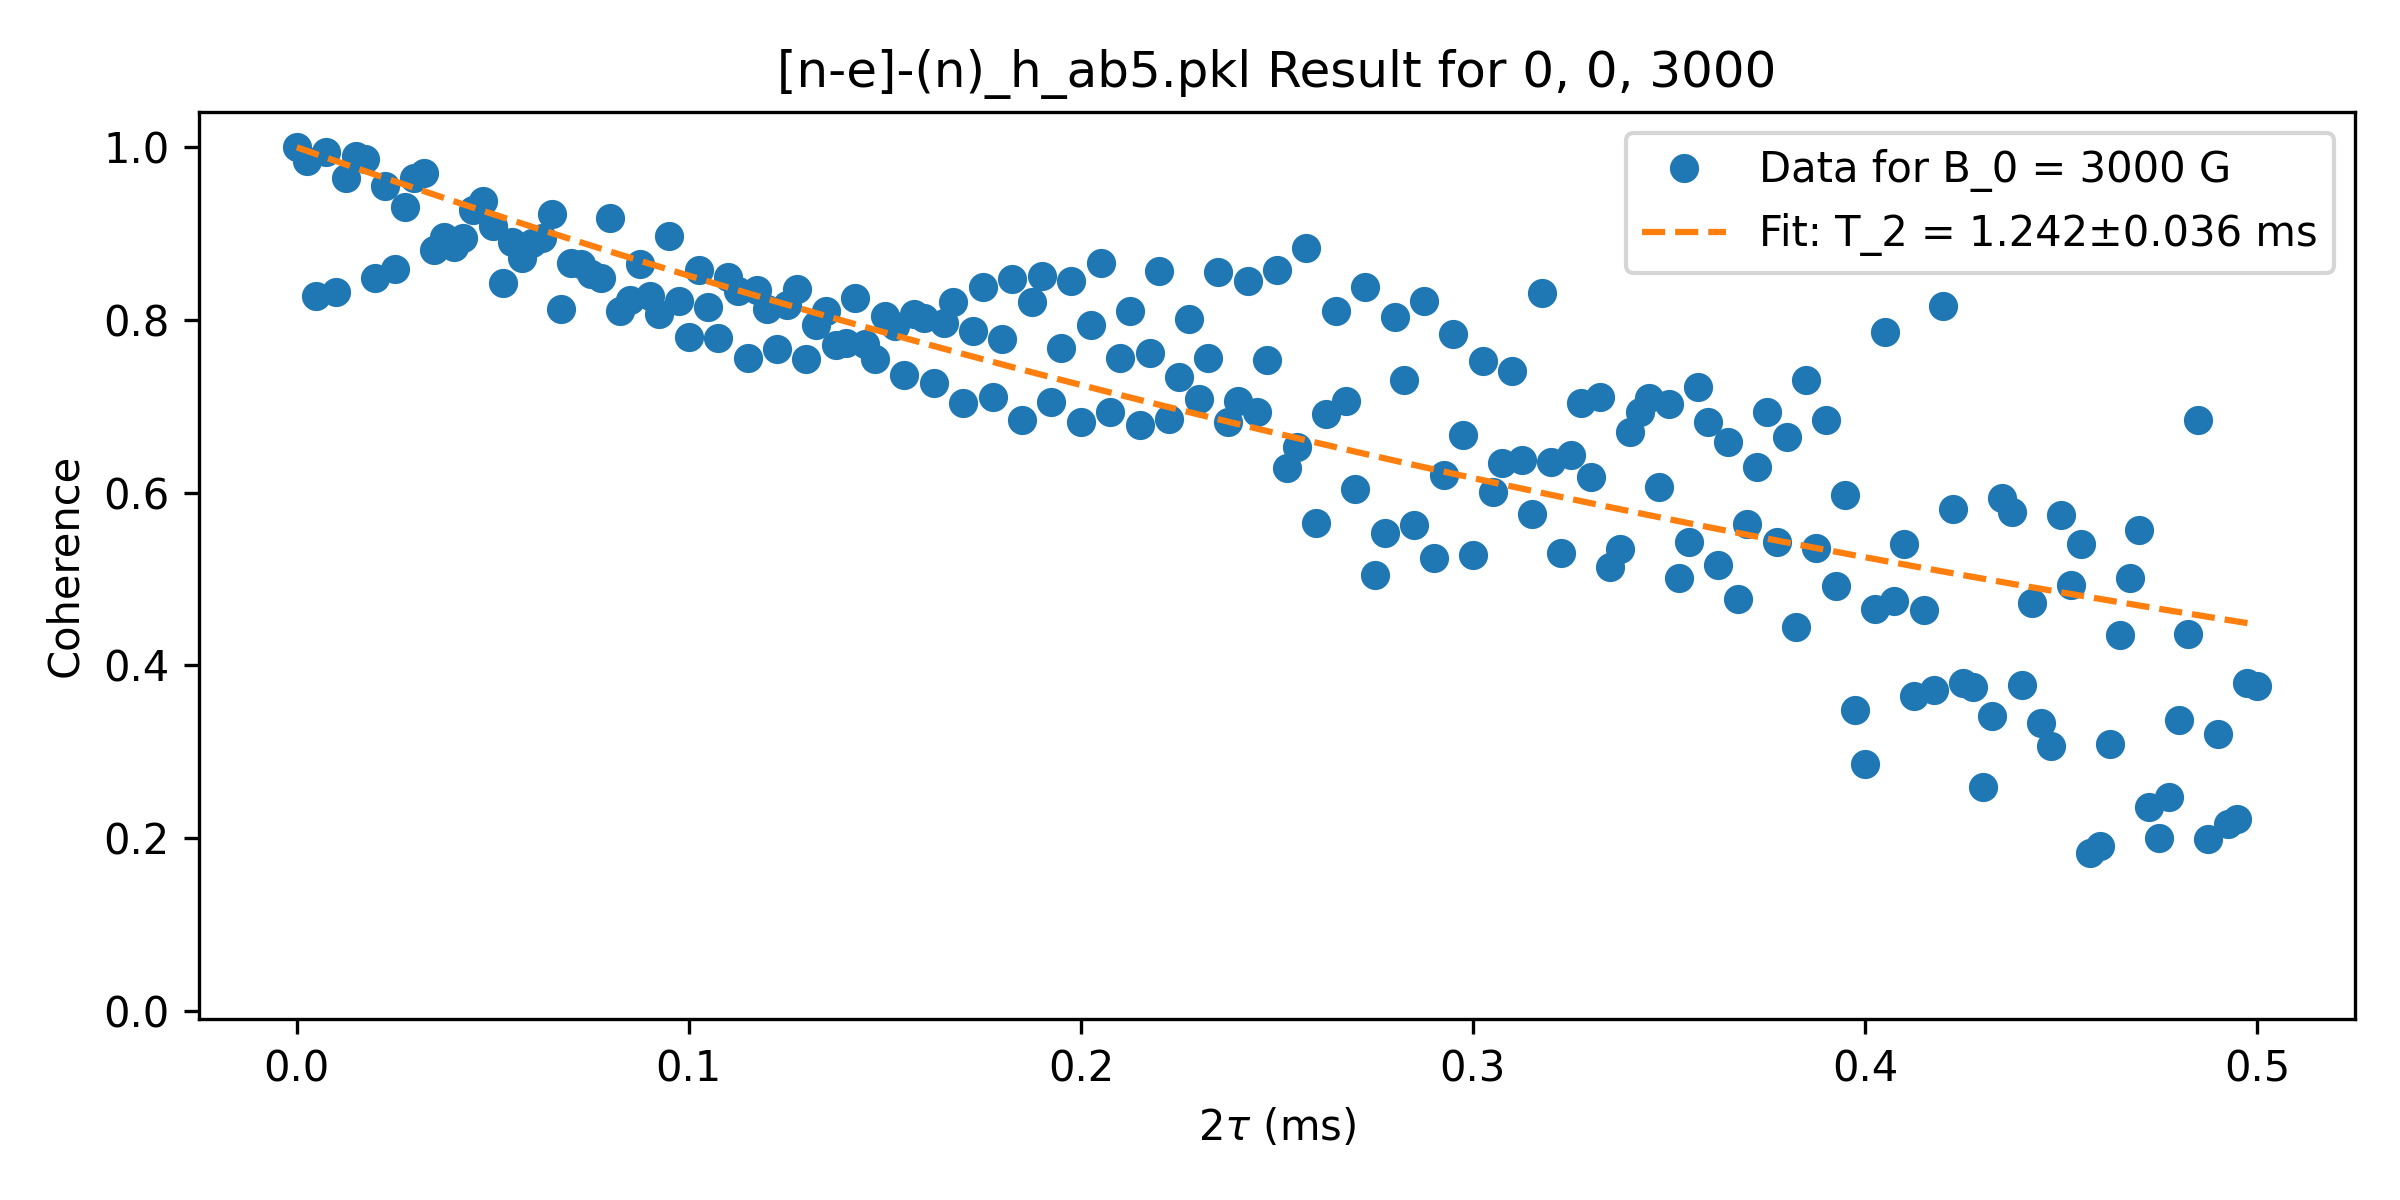 [n-e]-(n)_h_ab5.pkl Result for 0, 0, 3000
Data for B_0 = 3000 G
Fit: T_2 = 1.242±0.036 ms
Coherence
1.0
0.8
0.6
0.4
0.2
0.0
0.0 0.1 0.2 0.3 0.4 0.5
2τ (ms)